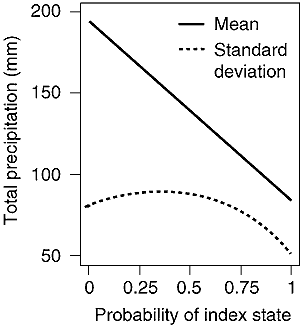 200
150
100
50
Total precipitation (mm)
Mean
Standard
deviation
0 0.25 0.5 0.75 1
Probability of index state